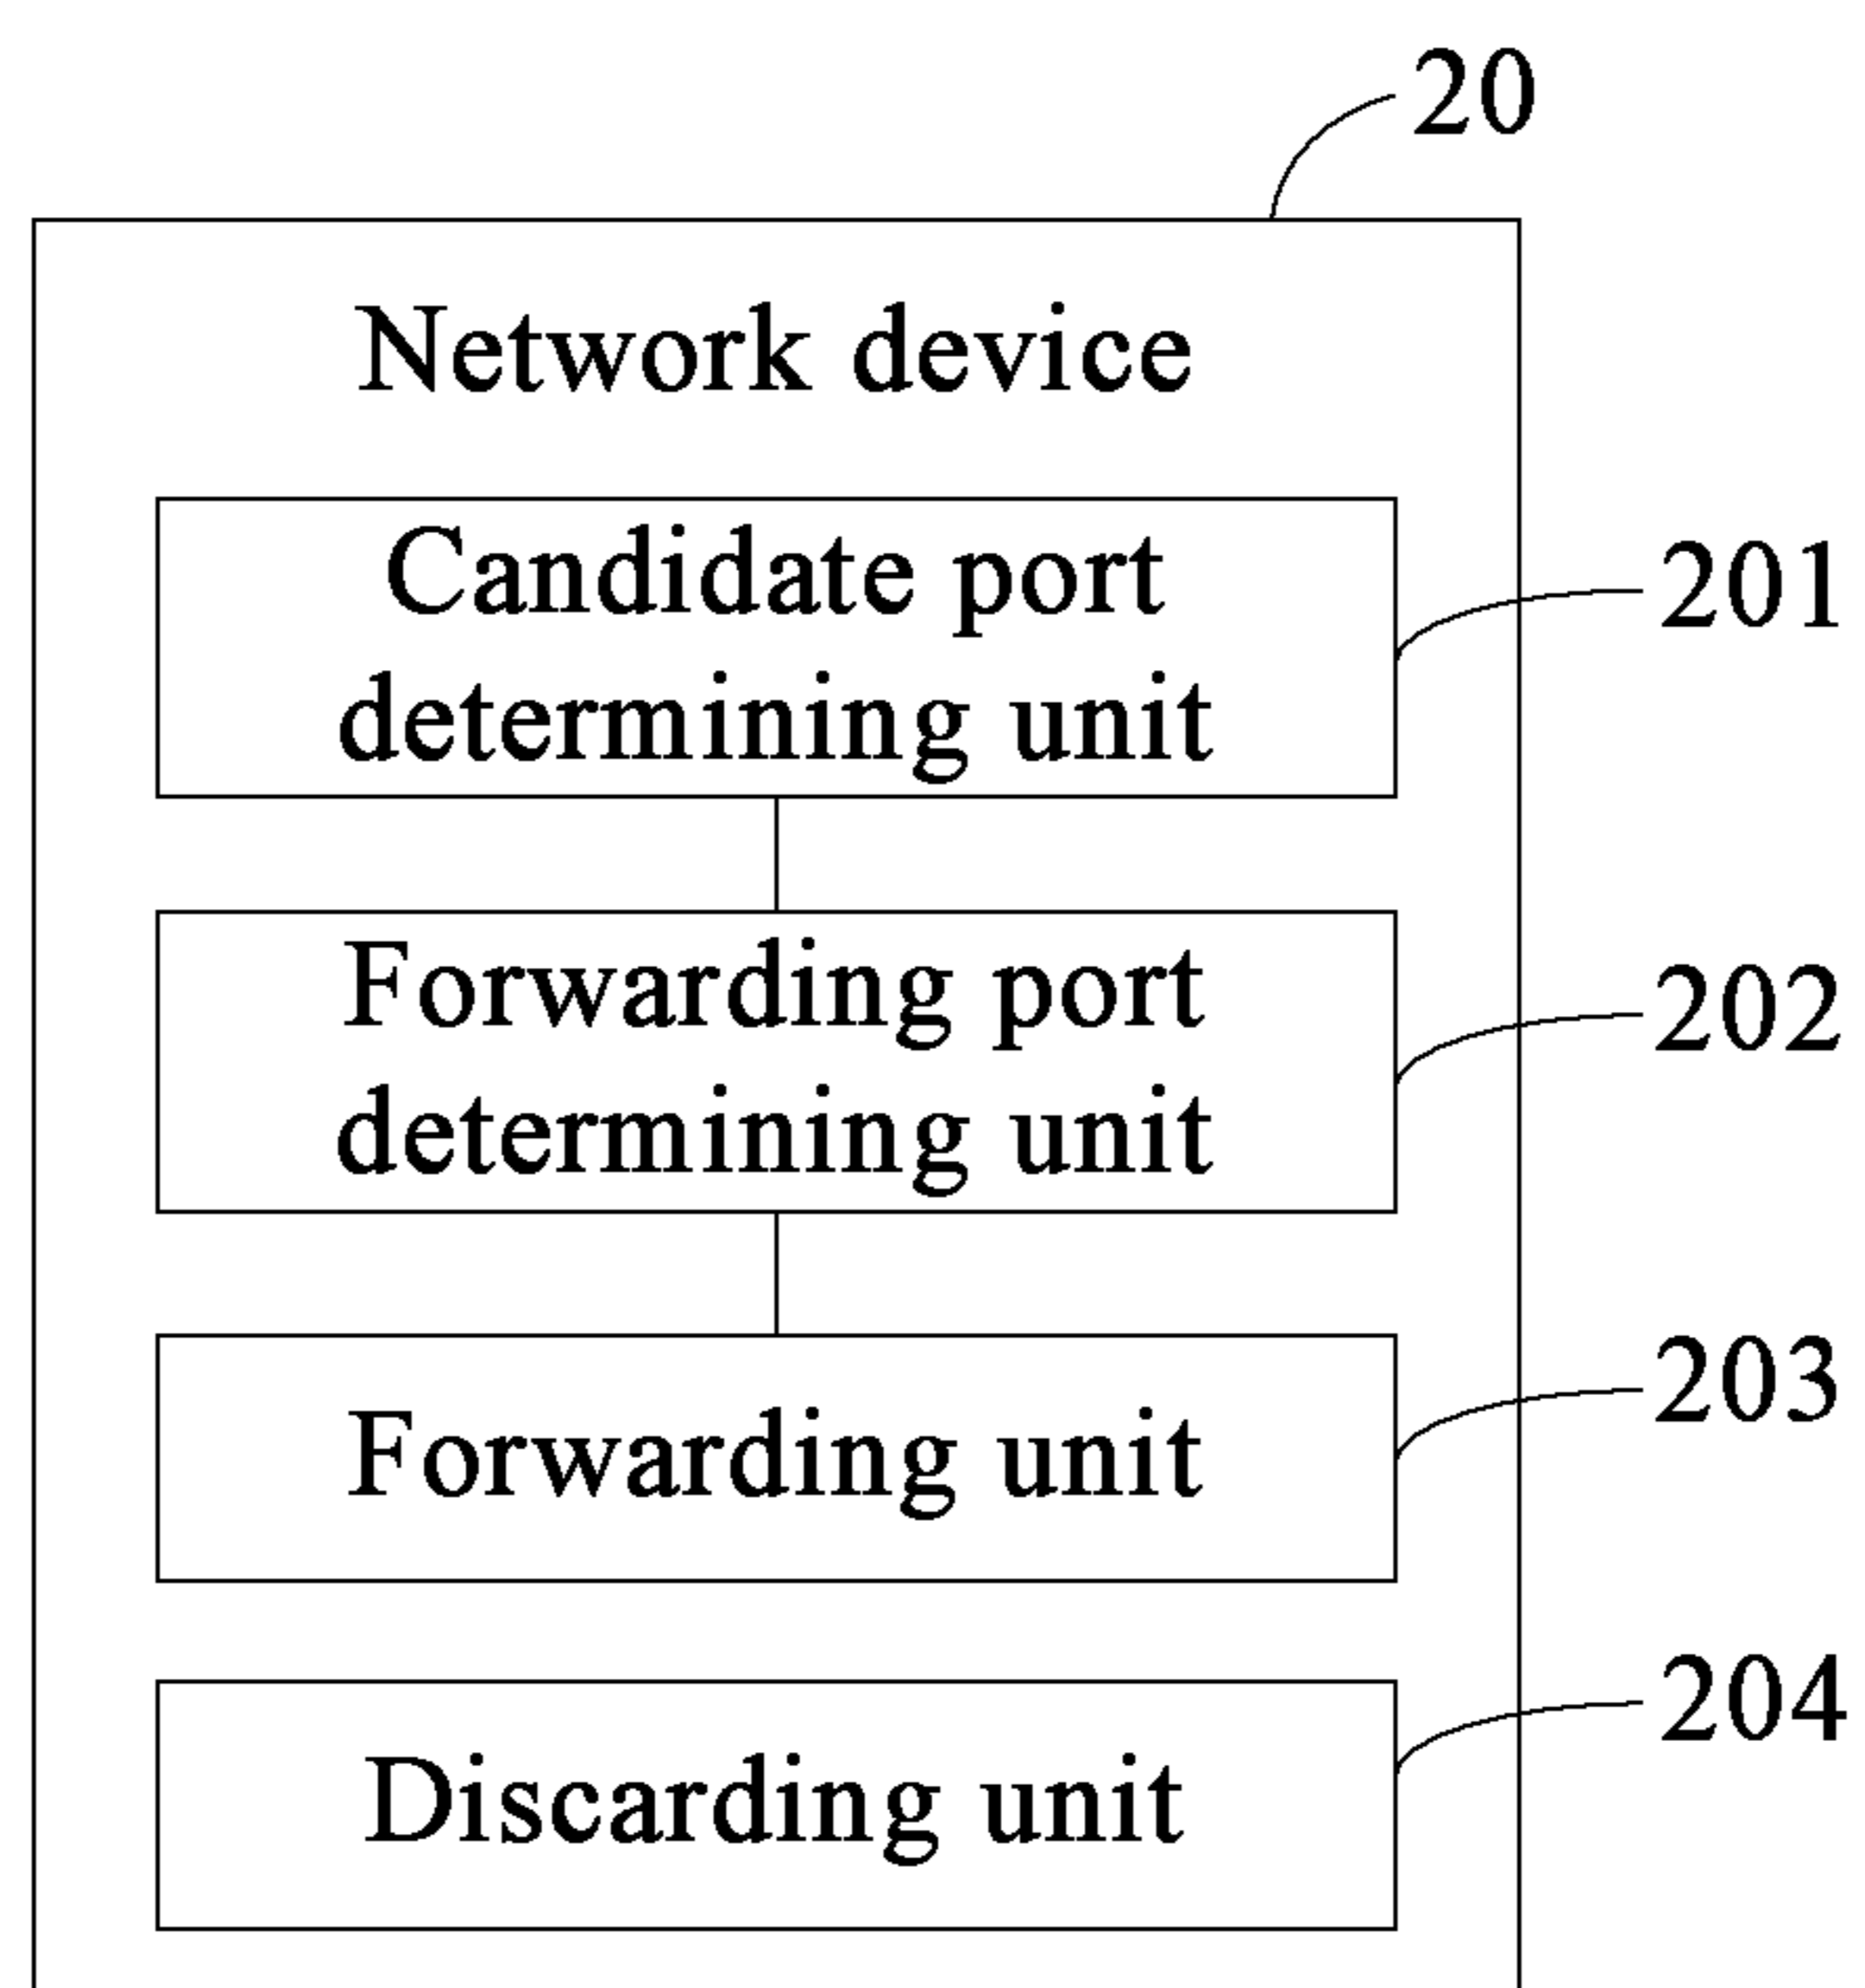 20
Network device
Candidate port
determining unit
201
Forwarding port
determining unit
202
Forwarding unit
203
Discarding unit
204